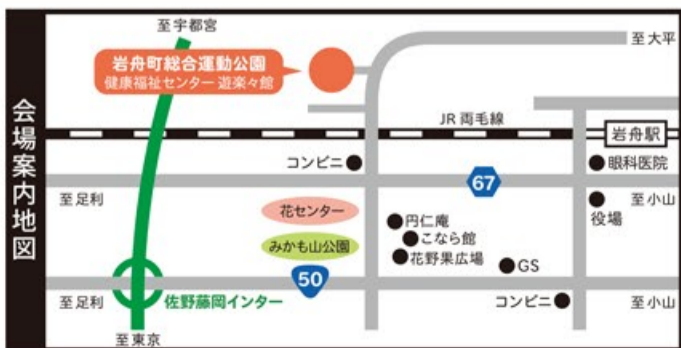 会場案内地図
至宇都宮
至大平
岩舟町総合運動公園
健康福祉センター 遊楽々館
JR 両毛線
岩舟駅
コンビニ
眼科医院
67
至足利
至小山
役場
花センター
円仁庵
こなら館
みかも山公園
花野果広場
GS
50
至足利
佐野藤岡インター
コンビニ
至小山
至東京